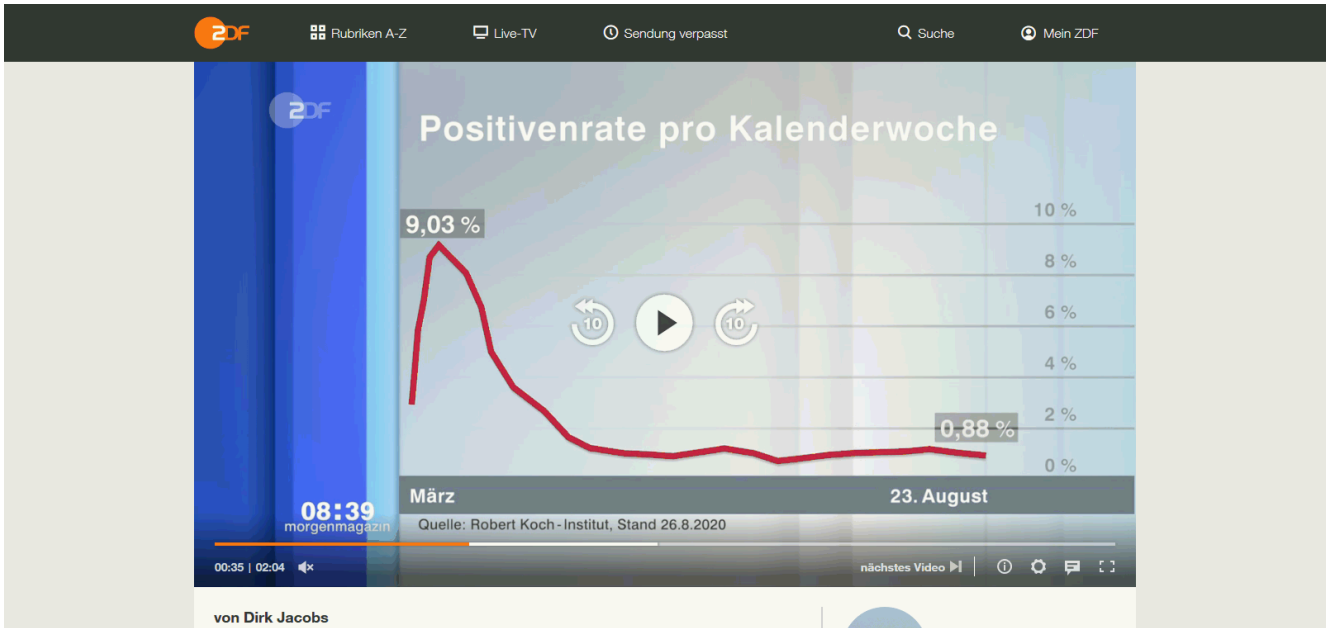 ZDF Rubriken A-Z Live-TV Sendung verpasst Suche Mein ZDF
ZDF
Positivenrate pro Kalenderwoche
9,03 %
10 %
8 %
10 10
6 %
4 %
2 %
0,88 %
0 %
März 23. August
08:39
morgenmagazin
Quelle: Robert Koch-Institut, Stand 26.8.2020
00:35 | 02:04 nächstes Video
von Dirk Jacobs